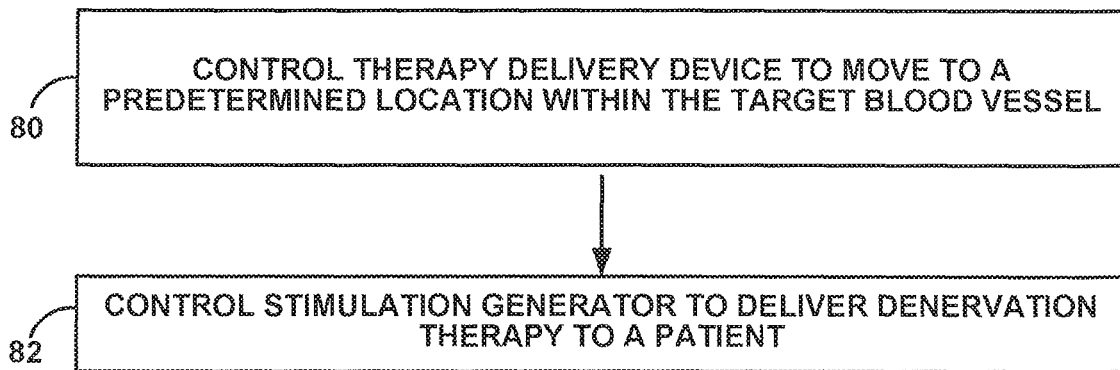 CONTROL THERAPY DELIVERY DEVICE TO MOVE TO A
PREDETERMINED LOCATION WITHIN THE TARGET BLOOD VESSEL
80
CONTROL STIMULATION GENERATOR TO DELIVER DENERVATION
THERAPY TO A PATIENT
82